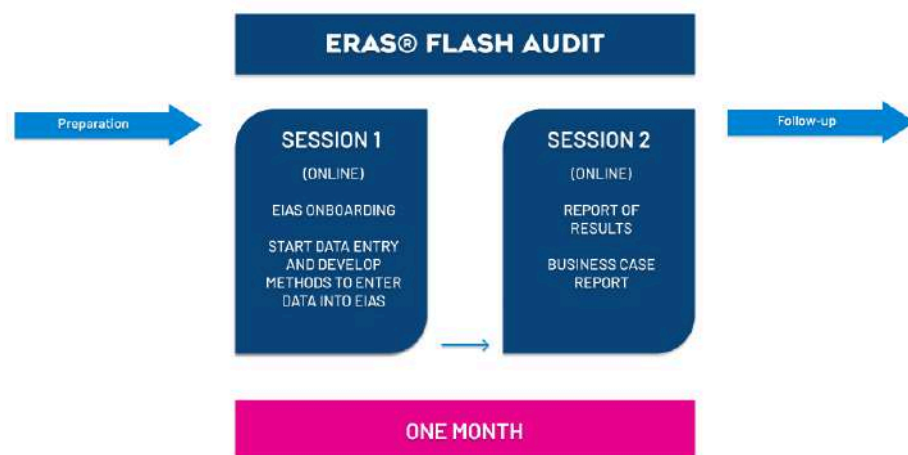 ERAS® FLASH AUDIT
Preparation
SESSION 1
(ONLINE)
EIAS ONBOARDING
START DATA ENTRY
AND DEVELOP
METHODS TO ENTER
DATA INTO EIAS
SESSION 2
(ONLINE)
REPORT OF
RESULTS
BUSINESS CASE
REPORT
Follow-up
ONE MONTH